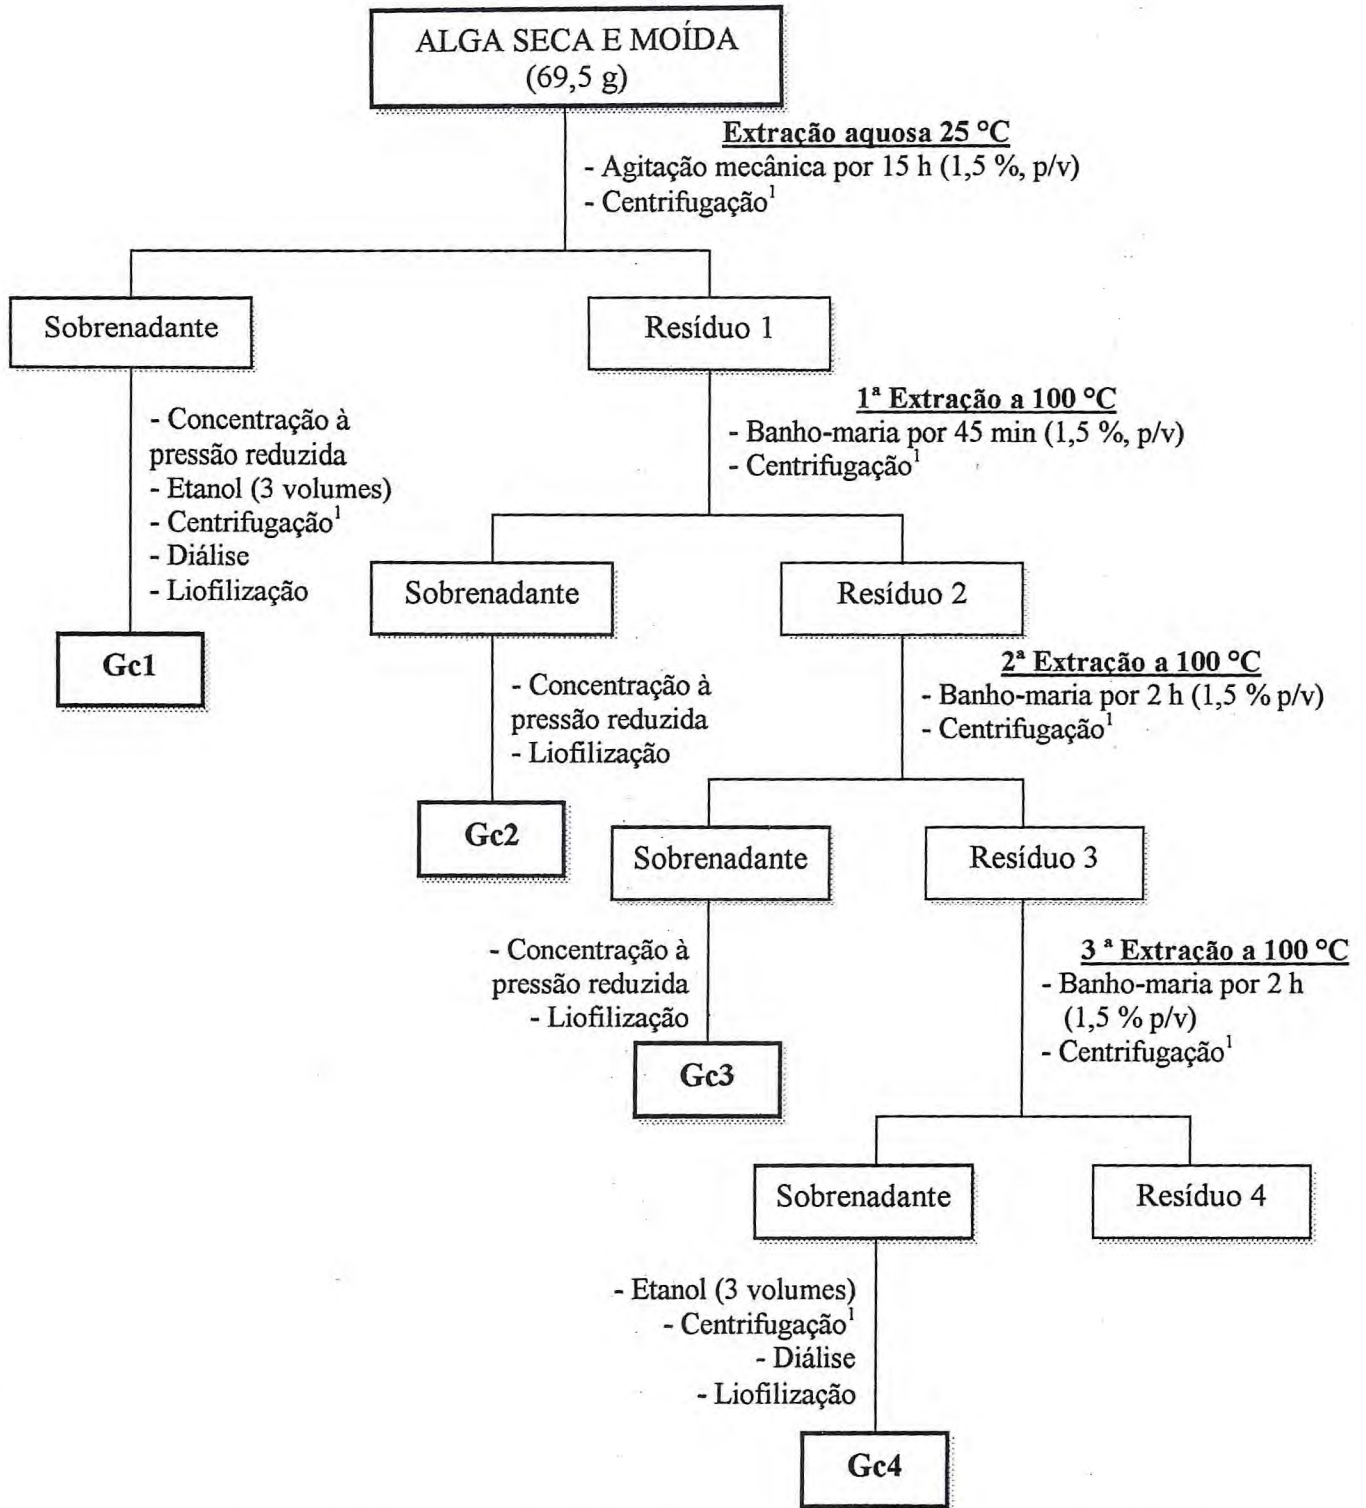 ALGA SECA E MOÍDA
(69,5 g)
Extração aquosa 25 °C
- Agitação mecânica por 15 h (1,5 %, p/v)
- Centrifugação¹
Sobrenadante
Resíduo 1
- Concentração à
pressão reduzida
- Etanol (3 volumes)
- Centrifugação¹
- Diálise
- Liofilização
Gc1
1ª Extração a 100 °C
- Banho-maria por 45 min (1,5 %, p/v)
- Centrifugação¹
Sobrenadante
Resíduo 2
- Concentração à
pressão reduzida
- Liofilização
Gc2
2ª Extração a 100 °C
- Banho-maria por 2 h (1,5 % p/v)
- Centrifugação¹
Sobrenadante
Resíduo 3
- Concentração à
pressão reduzida
- Liofilização
Gc3
3 ª Extração a 100 °C
- Banho-maria por 2 h
(1,5 % p/v)
- Centrifugação¹
Sobrenadante
Resíduo 4
- Etanol (3 volumes)
- Centrifugação¹
- Diálise
- Liofilização
Gc4